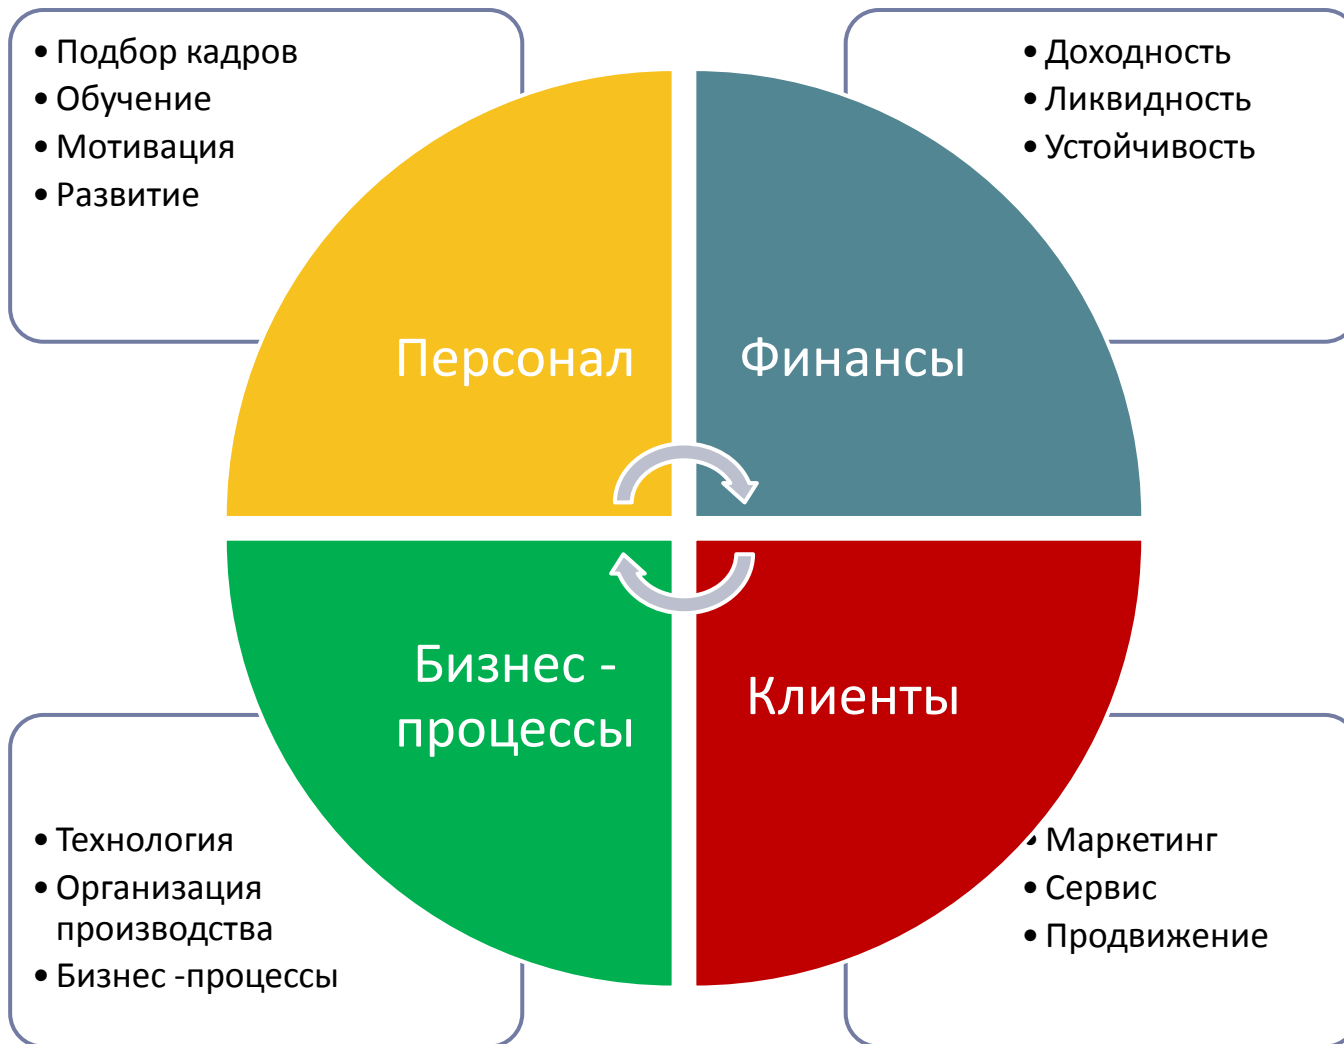 • Подбор кадров
• Обучение
• Мотивация
• Развитие
• Доходность
• Ликвидность
• Устойчивость
Персонал
Финансы
Бизнес -
процессы
Клиенты
• Технология
• Организация
производства
• Бизнес -процессы
• Маркетинг
• Сервис
• Продвижение